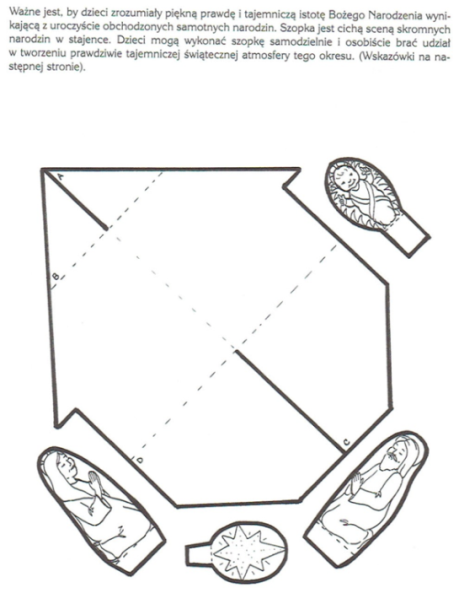 Ważne jest, by dzieci zrozumiały piękną prawdę i tajemniczą istotę Bożego Narodzenia wyni-
kającą z uroczyście obchodzonych samotnych narodzin. Szopka jest cichą sceną skromnych
narodzin w stajence. Dzieci mogą wykonać szopkę samodzielnie i osobiście brać udział
w tworzeniu prawdziwie tajemniczej świątecznej atmosfery tego okresu. (Wskazówki na na-
stępnej stronie).
A
B
C
D